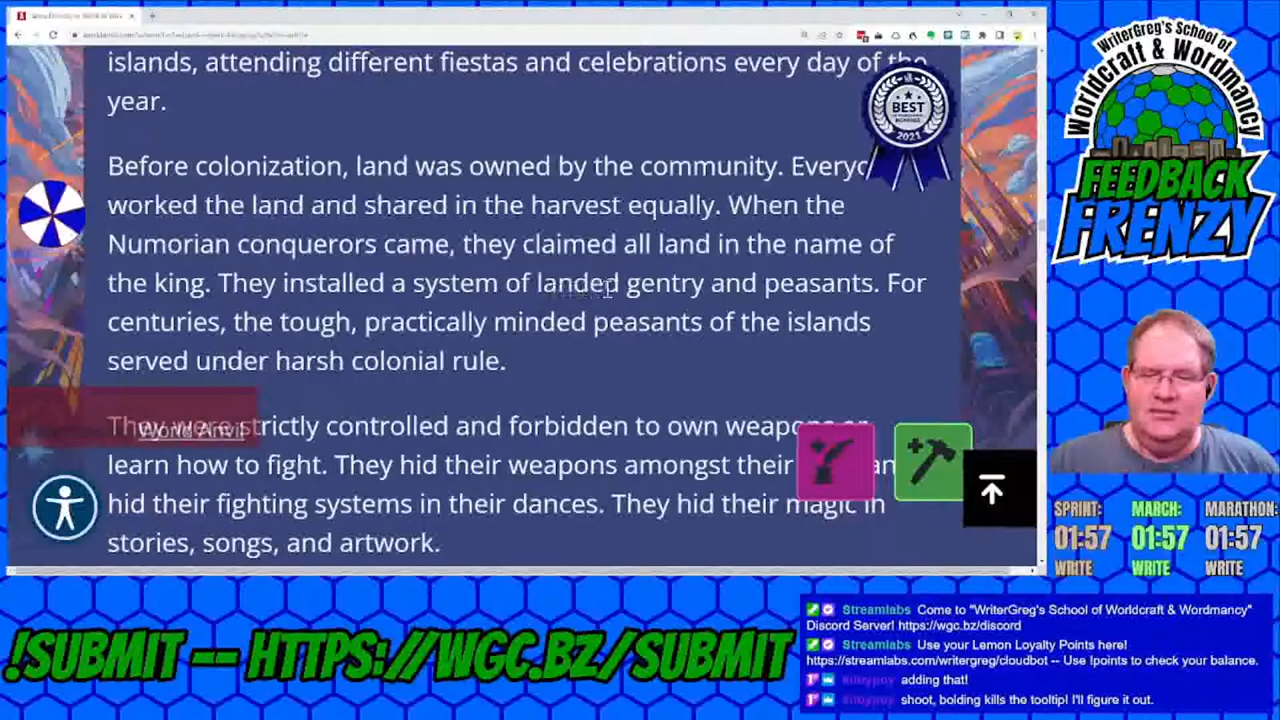 islands, attending different fiestas and celebrations every day of the
year.
BEST
2021
Before colonization, land was owned by the community.
worked the land and shared in the harvest equally. When the
Numorian conquerors came, they claimed all land in the name of
the king. They installed a system of landed gentry and peasants. For
centuries, the tough, practically minded peasants of the islands
served under harsh colonial rule.
They were strictly controlled and forbidden to own weapons or
World Anvil
learn how to fight. They hid their weapons amongst their
hid their fighting systems in their dances. They hid their magic in
stories, songs, and artwork.
WriterGreg's School of
Worldcraft & Wordmancy
FEEDBACK
FRENZY
SPRINT: MARCH: MARATHON:
01:57 01:57 01:57
WRITE WRITE WRITE
!SUBMIT -- HTTPS://WGC.BZ/SUBMIT
Streamlabs Come to "WriterGreg's School of Worldcraft & Wordmancy"
Discord Server! https://wgc.bz/discord
Streamlabs Use your Lemon Loyalty Points here!
https://streamlabs.com/writergreg/cloudbot -- Use !points to check your balance.
adding that!
shoot, bolding kills the tooltip! I'll figure it out.